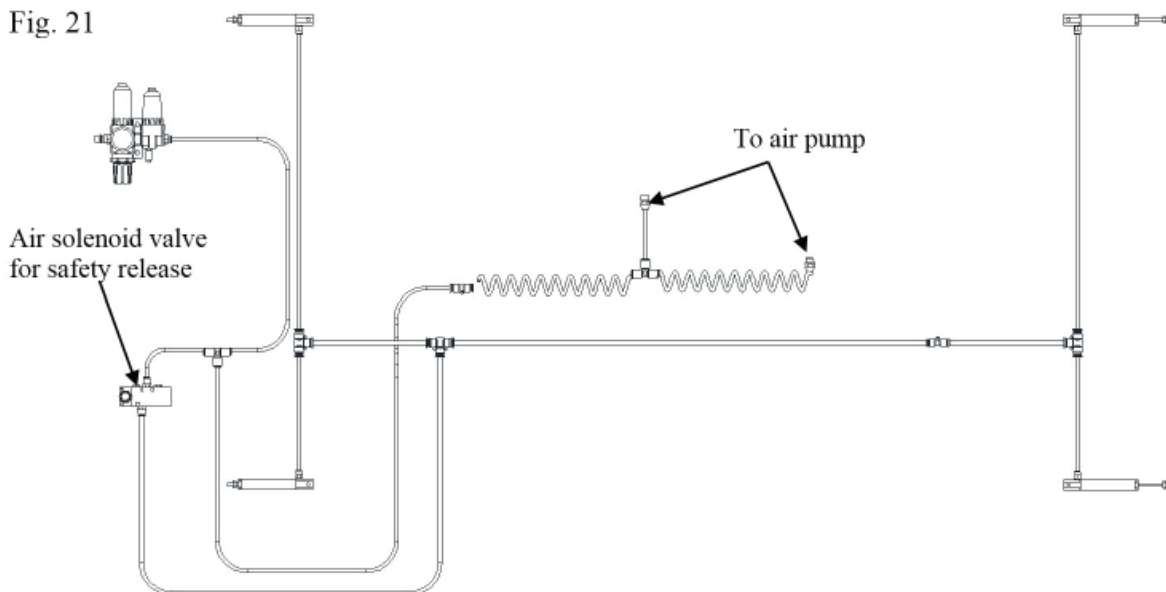 Fig. 21
To air pump
Air solenoid valve
for safety release